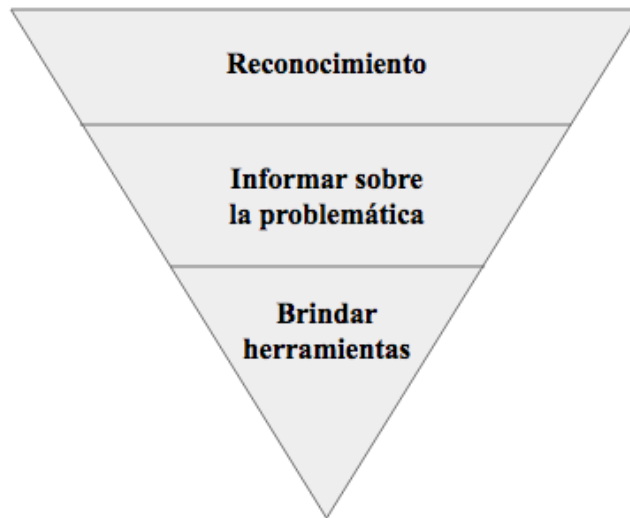 Reconocimiento
Informar sobre
la problemática
Brindar
herramientas